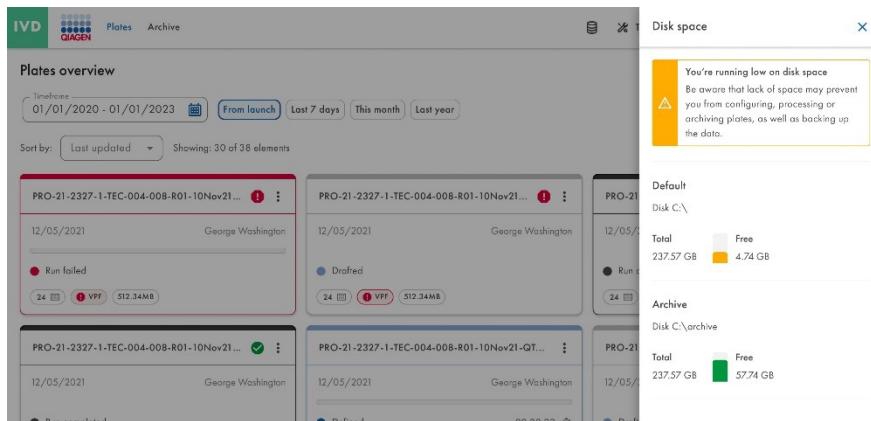 IVD
QIAGEN
Plates
Archive
Plates overview
Timeframe
01/01/2020 - 01/01/2023
From launch
Last 7 days
This month
Last year
Sort by:
Last updated
Showing: 30 of 38 elements
PRO-21-2327-1-TEC-004-008-R01-10Nov21...
12/05/2021
George Washington
Run failed
24
VPF
512.34MB
PRO-21-2327-1-TEC-004-008-R01-10Nov21...
12/05/2021
George Washington
Drafted
24
VPF
512.34MB
PRO-21
12/05/
Run c
24
PRO-21-2327-1-TEC-004-008-R01-10Nov21...
12/05/2021
George Washington
PRO-21-2327-1-TEC-004-008-R01-10Nov21-QT...
12/05/2021
George Washington
PRO-21
12/05/
Disk space
You're running low on disk space
Be aware that lack of space may prevent
you from configuring, processing or
archiving plates, as well as backing up
the data.
Default
Disk C:\
Total
237.57 GB
Free
4.74 GB
Archive
Disk C:\archive
Total
237.57 GB
Free
57.74 GB